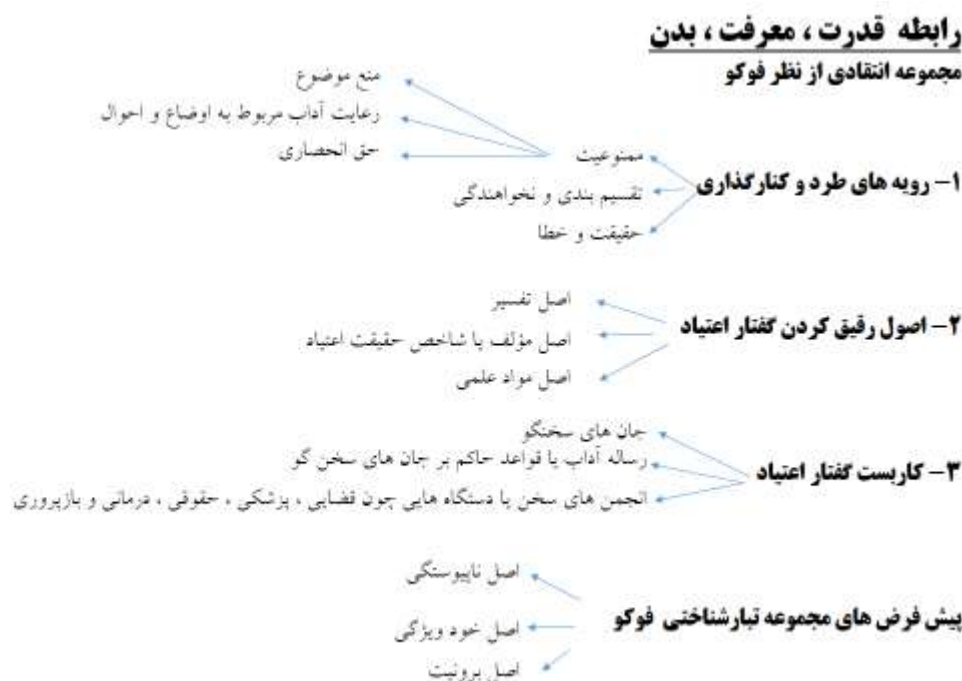 رابطه قدرت ، معرفت ، بدن
مجموعه انتقادی از نظر فوکو
۱- رویه های طرد و کنارگذاری
ممنوعیت
منع موضوع
رعایت آداب مربوط به اوضاع و احوال
حق انحصاری
تقسیم بندی و نخواهندگی
حقیقت و خطا
۲- اصول رقیق کردن گفتار اعتیاد
اصل تفسیر
اصل مؤلف یا شاخص حقیقت اعتیاد
اصل مواد علمی
۳- کاربست گفتار اعتیاد
جان های سخنگو
رساله آداب یا قواعد حاکم بر جان های سخن گو
انجمن های سخن یا دستگاه هایی چون قضایی ، پزشکی ، حقوقی ، درمانی و بازپروری
پیش فرض های مجموعه تبارشناختی فوکو
اصل ناپیوستگی
اصل خود ویژگی
اصل برونیت